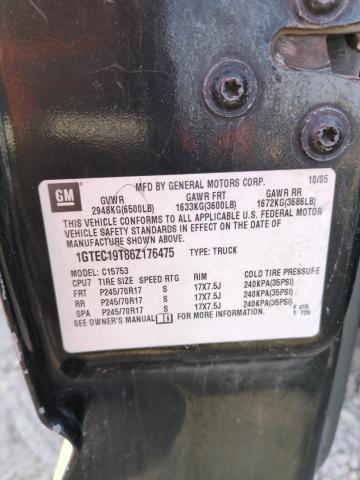 MFD BY GENERAL MOTORS CORP. 10/05
GM
GVWR GAWR FRT GAWR RR
2948KG(6500LB) 1633KG(3600LB) 1672KG(3686LB)
THIS VEHICLE CONFORMS TO ALL APPLICABLE U.S. FEDERAL MOTOR
VEHICLE SAFETY AND THEFT PREVENTION STANDARDS IN
EFFECT ON THE DATE OF MANUFACTURE SHOWN ABOVE.
1GTEC19T86Z176475 TYPE: TRUCK
MODEL: C15753
CPU7 TIRE SIZE SPEED RTG RIM COLD TIRE PRESSURE
FRT P245/70R17 S 17X7.5J 240KPA(35PSI)
RR P245/70R17 S 17X7.5J 240KPA(35PSI)
SPA P245/70R17 S 17X7.5J 240KPA(35PSI)
SEE OWNER'S MANUAL FOR MORE INFORMATION.